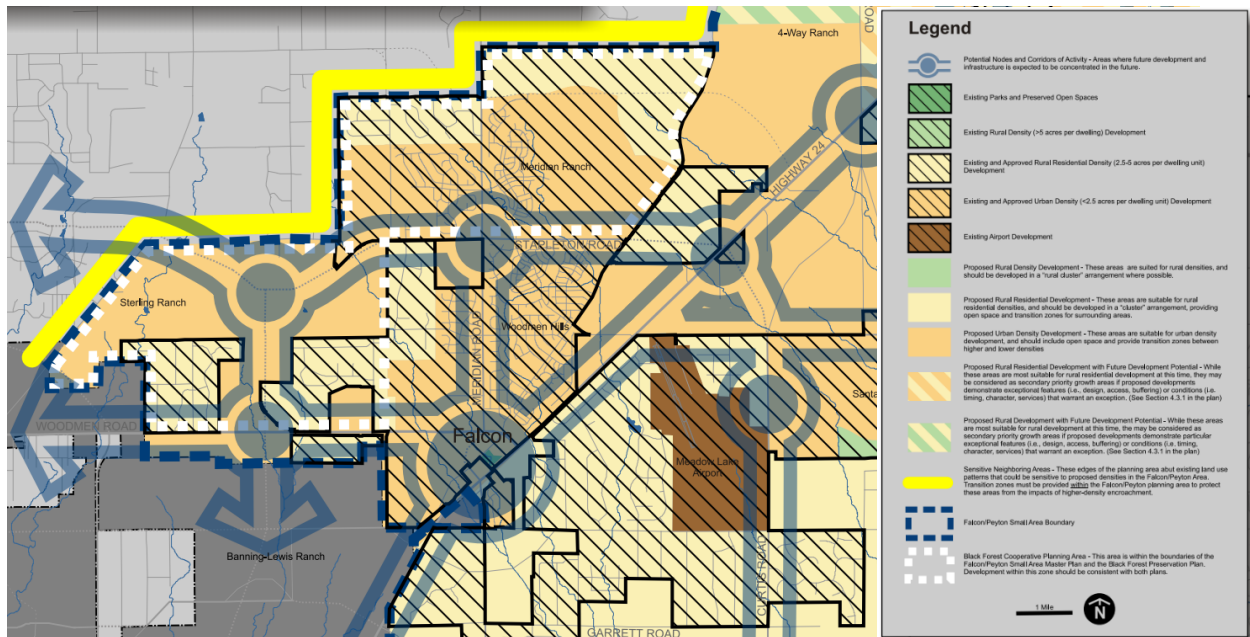 ROAD
4-Way Ranch
HIGHWAY 24
Meridian Ranch
STAPLETON ROAD
Sterling Ranch
Woodmen Hills
MERIDIAN ROAD
Santa
WOODMEN ROAD
Falcon
Meadow Lake
Airport
Banning-Lewis Ranch
CURTIS ROAD
GARRETT ROAD
Legend
Potential Nodes and Corridors of Activity - Areas where future development and
infrastructure is expected to be concentrated in the future.
Existing Parks and Preserved Open Spaces
Existing Rural Density (>5 acres per dwelling) Development
Existing and Approved Rural Residential Density (2.5-5 acres per dwelling unit)
Development
Existing and Approved Urban Density (<2.5 acres per dwelling unit) Development
Existing Airport Development
Proposed Rural Density Development - These areas are suited for rural densities, and
should be developed in a "rural cluster" arrangement where possible.
Proposed Rural Residential Development - These areas are suitable for rural
residential densities, and should be developed in a "cluster" arrangement, providing
open space and transition zones for surrounding areas.
Proposed Urban Density Development - These areas are suitable for urban density
development, and should include open space and provide transition zones between
higher and lower densities
Proposed Rural Residential Development with Future Development Potential - While
these areas are most suitable for rural residential development at this time, they may
be considered as secondary priority growth areas if proposed developments
demonstrate exceptional features (i.e., design, access, buffering) or conditions (i.e.
timing, character, services) that warrant an exception. (See Section 4.3.1 in the plan)
Proposed Rural Development with Future Development Potential - While these areas
are most suitable for rural development at this time, the may be considered as
secondary priority growth areas if proposed developments demonstrate particular
exceptional features (i.e., design, access, buffering) or conditions (i.e. timing,
character, services) that warrant an exception. (See Section 4.3.1 in the plan)
Sensitive Neighboring Areas - These edges of the planning area abut existing land use
patterns that could be sensitive to proposed densities in the Falcon/Peyton Area.
Transition zones must be provided within the Falcon/Peyton planning area to protect
these areas from the impacts of higher-density encroachment.
Falcon/Peyton Small Area Boundary
Black Forest Cooperative Planning Area - This area is within the boundaries of the
Falcon/Peyton Small Area Master Plan and the Black Forest Preservation Plan.
Development within this zone should be consistent with both plans.
1 Mile
N